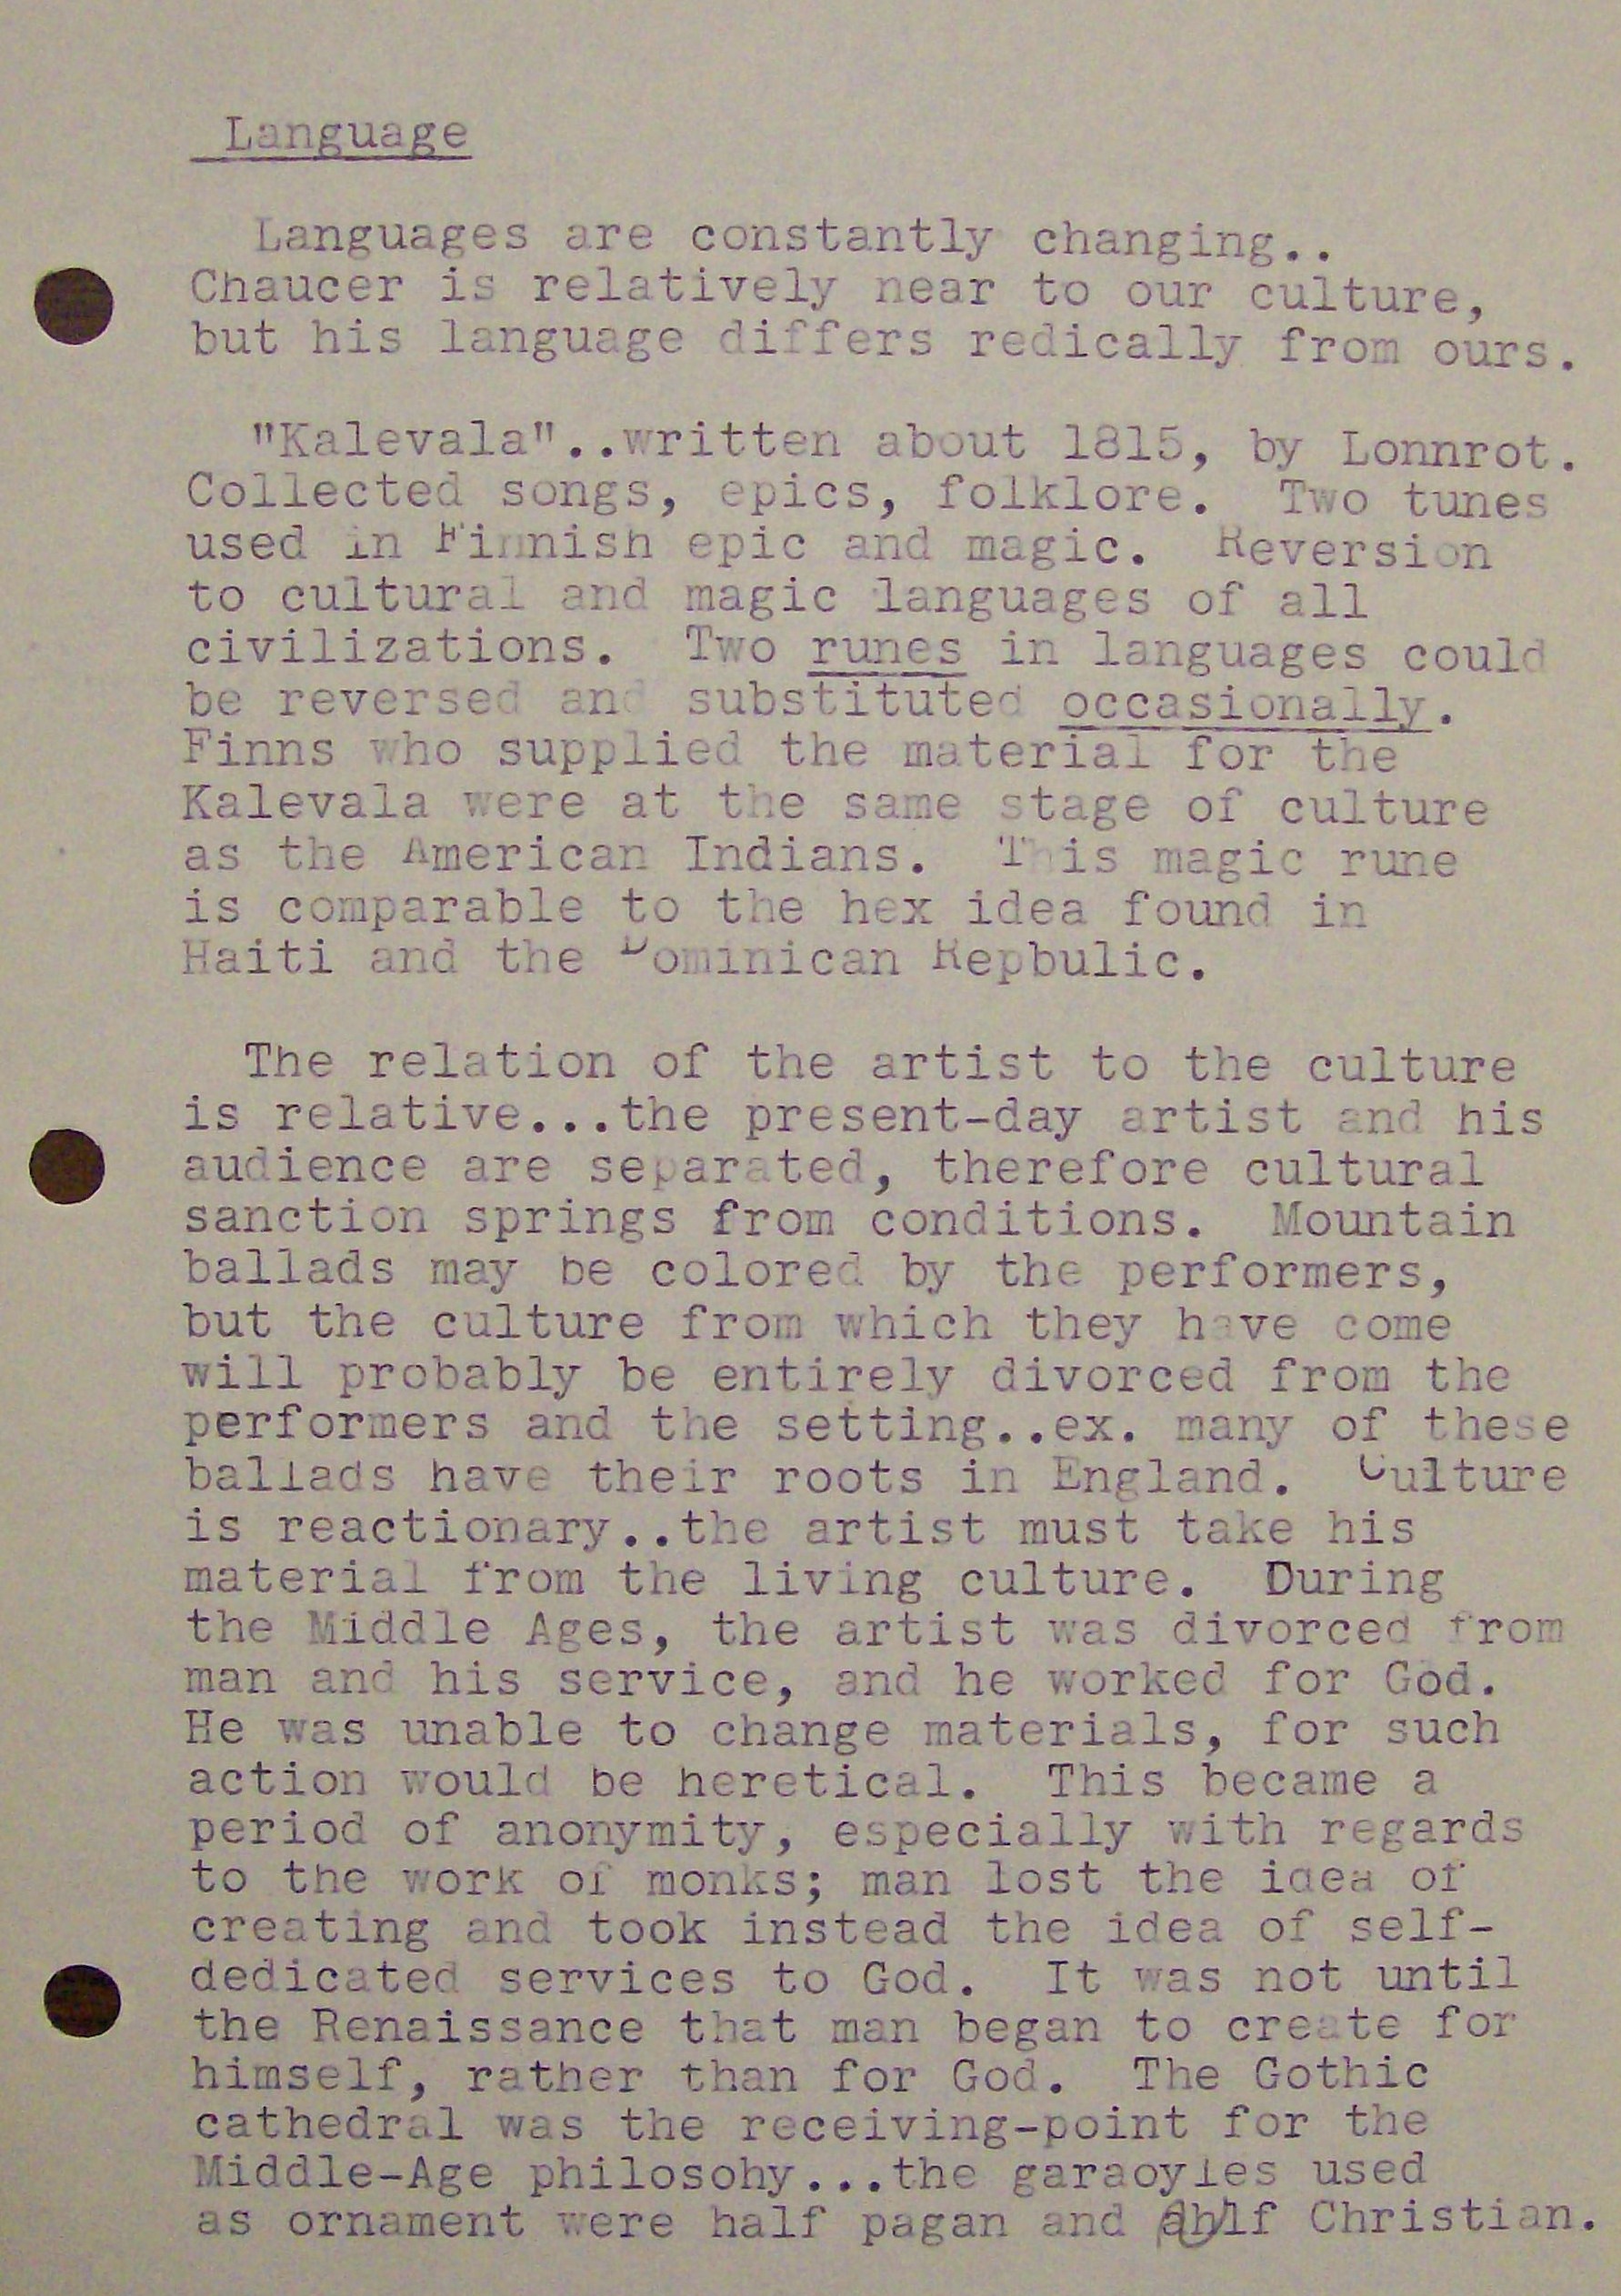 Language
Languages are constantly changing..
Chaucer is relatively near to our culture,
but his language differs redically from ours.
"Kalevala"..written about 1815, by Lonnrot.
Collected songs, epics, folklore.  Two tunes
used in Finnish epic and magic.  Reversion
to cultural and magic languages of all
civilizations.  Two runes in languages could
be reversed and substituted occasionally.
Finns who supplied the material for the
Kalevala were at the same stage of culture
as the American Indians.  This magic rune
is comparable to the hex idea found in
Haiti and the Dominican Repbulic.
The relation of the artist to the culture
is relative...the present-day artist and his
audience are separated, therefore cultural
sanction springs from conditions.  Mountain
ballads may be colored by the performers,
but the culture from which they have come
will probably be entirely divorced from the
performers and the setting..ex. many of these
ballads have their roots in England.  Culture
is reactionary..the artist must take his
material from the living culture.  During
the Middle Ages, the artist was divorced from
man and his service, and he worked for God.
He was unable to change materials, for such
action would be heretical.  This became a
period of anonymity, especially with regards
to the work of monks; man lost the idea of
creating and took instead the idea of self-
dedicated services to God.  It was not until
the Renaissance that man began to create for
himself, rather than for God.  The Gothic
cathedral was the receiving-point for the
Middle-Age philosohy...the garaoyles used
as ornament were half pagan and ahlf Christian.